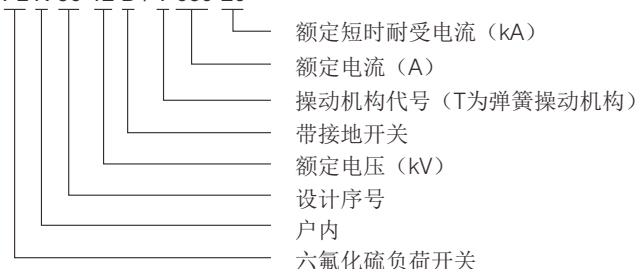 额定短时耐受电流（kA）
额定电流（A）
操动机构代号（T为弹簧操动机构）
带接地开关
额定电压（kV）
设计序号
户内
六氟化硫负荷开关